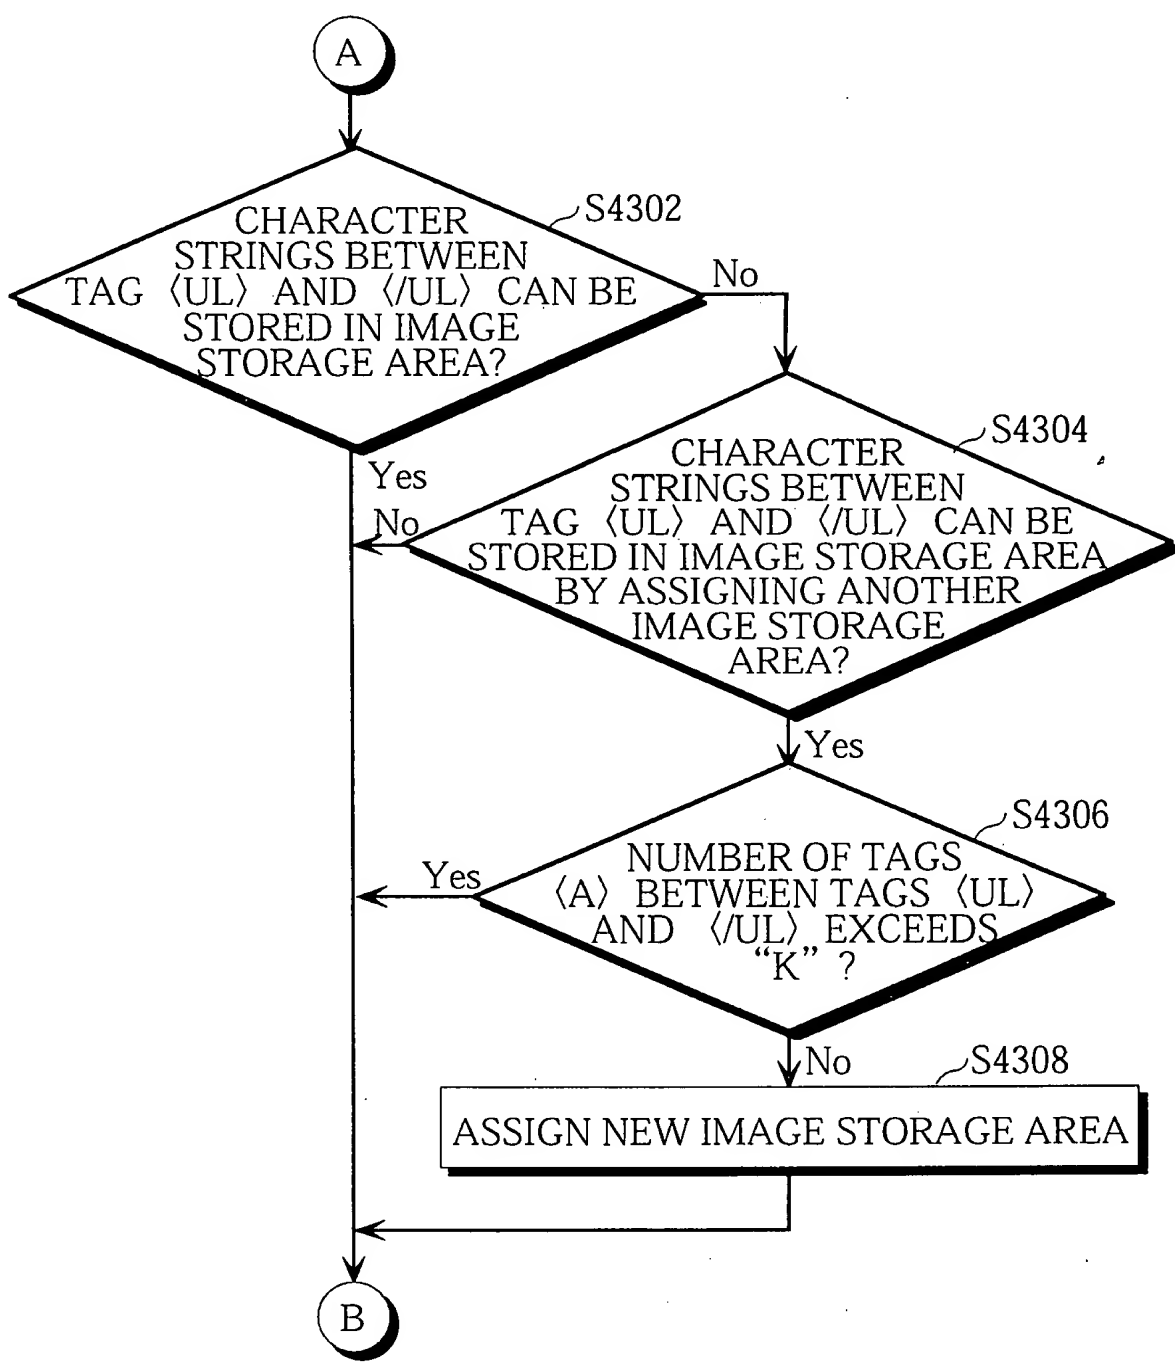 A
S4302
CHARACTER
STRINGS BETWEEN
TAG 〈UL〉 AND 〈/UL〉 CAN BE
STORED IN IMAGE
STORAGE AREA?
No
Yes
S4304
CHARACTER
STRINGS BETWEEN
TAG 〈UL〉 AND 〈/UL〉 CAN BE
STORED IN IMAGE STORAGE AREA
BY ASSIGNING ANOTHER
IMAGE STORAGE
AREA?
No
Yes
S4306
NUMBER OF TAGS
〈A〉 BETWEEN TAGS 〈UL〉
AND 〈/UL〉 EXCEEDS
“K” ?
Yes
No
S4308
ASSIGN NEW IMAGE STORAGE AREA
B